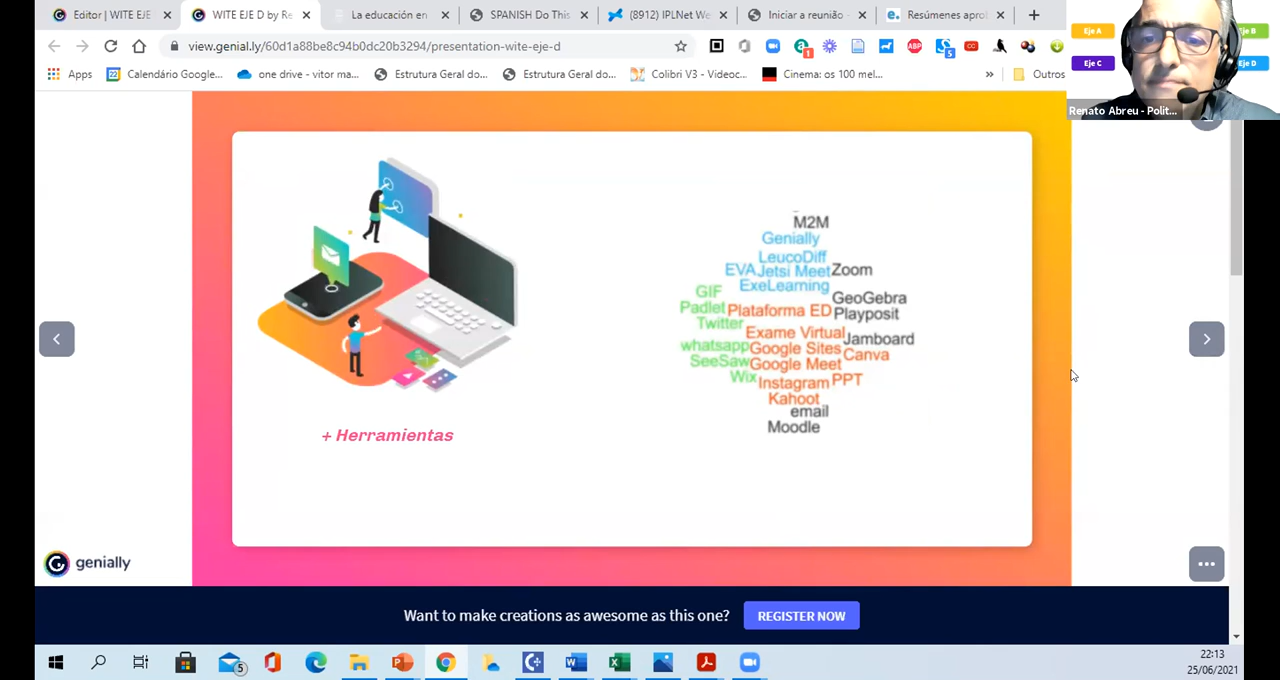 Editor | WITE EJE
WITE EJE D by Re
La educación en
SPANISH Do This
(8912) IPLNet We
Iniciar a reunião -
Resúmenes aprob
view.genial.ly/60d1a88be8c94b0dc20b3294/presentation-wite-eje-d
Apps
Calendário Google...
one drive - vitor ma...
Estrutura Geral do...
Estrutura Geral do...
Colibri V3 - Videoc...
Cinema: os 100 mel...
»
Outros
Eje A
Eje B
Eje C
Eje D
Renato Abreu - Polit...
M2M
Genially
LeucoDiff
EVA Jetsi Meet Zoom
ExeLearning
GIF
GeoGebra
Padlet Plataforma ED Playposit
Twitter
Exame Virtual Jamboard
whatsapp Google Sites Canva
SeeSaw Google Meet
Wix Instagram PPT
Kahoot
email
Moodle
+ Herramientas
genially
Want to make creations as awesome as this one?
REGISTER NOW
22:13
25/06/2021